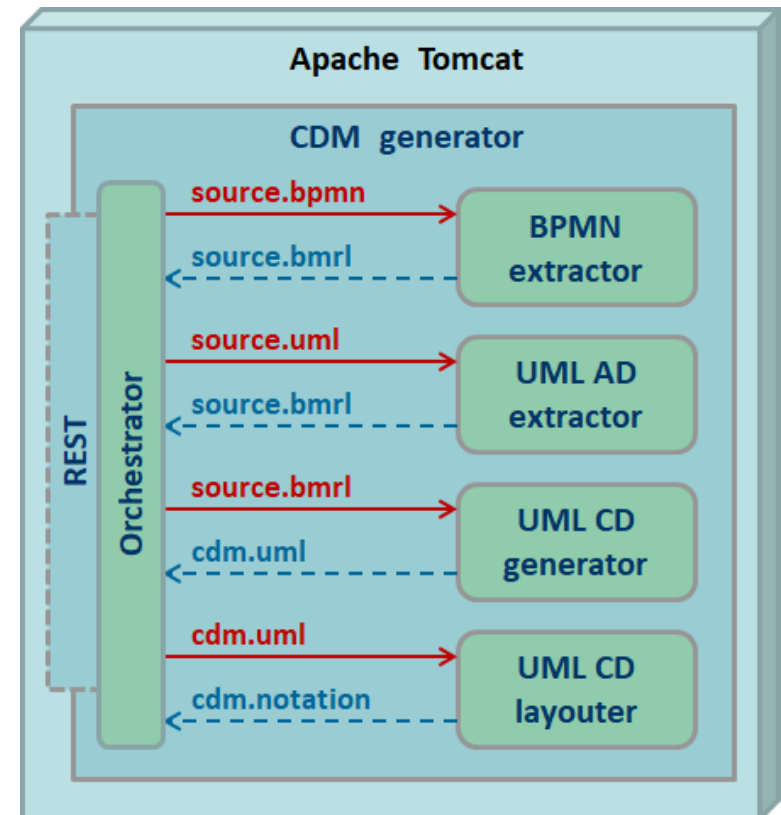 Apache Tomcat
CDM generator
REST
Orchestrator
source.bpmn
source.bmrl
BPMN
extractor
source.uml
source.bmrl
UML AD
extractor
source.bmrl
cdm.uml
UML CD
generator
cdm.uml
cdm.notation
UML CD
layouter